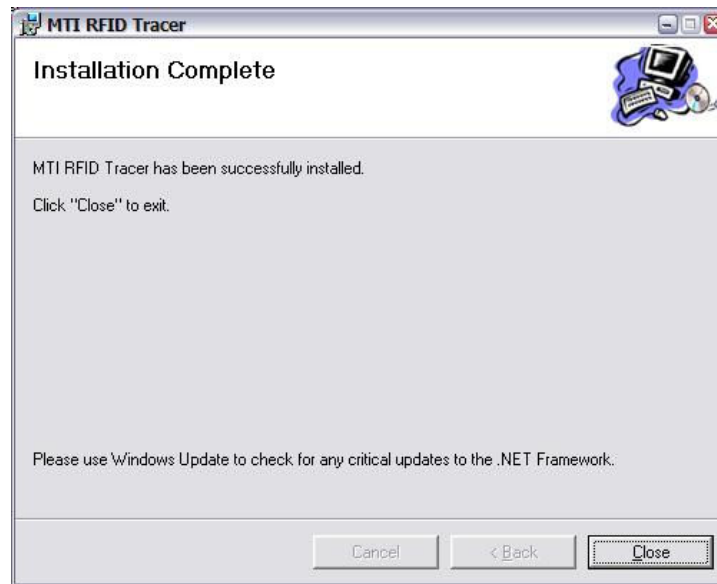 MTI RFID Tracer
Installation Complete
MTI RFID Tracer has been successfully installed.
Click "Close" to exit.
Please use Windows Update to check for any critical updates to the .NET Framework.
Cancel
< Back
Close